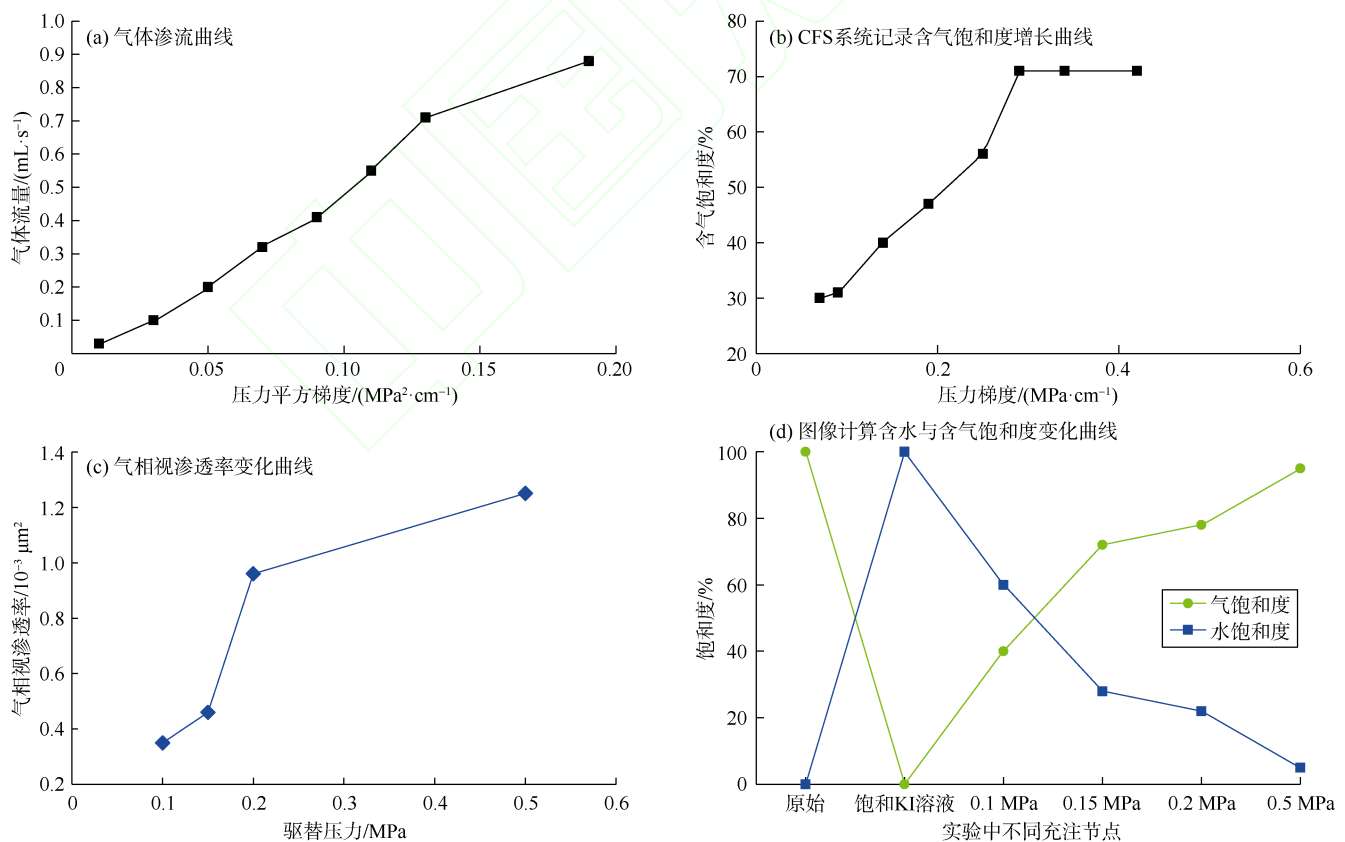 (a) 气体渗流曲线
气体流量/(mL·s⁻¹)
1.0
0.9
0.8
0.7
0.6
0.5
0.4
0.3
0.2
0.1
0 0.05 0.10 0.15 0.20
压力平方梯度/(MPa²·cm⁻¹)
(b) CFS系统记录含气饱和度增长曲线
含气饱和度/%
80
70
60
50
40
30
20
0 0.2 0.4 0.6
压力梯度/(MPa·cm⁻¹)
(c) 气相视渗透率变化曲线
气相视渗透率/10⁻³ μm²
1.4
1.2
1.0
0.8
0.6
0.4
0.2
0 0.1 0.2 0.3 0.4 0.5 0.6
驱替压力/MPa
(d) 图像计算含水与含气饱和度变化曲线
饱和度/%
100
80
60
40
20
0
气饱和度
水饱和度
原始 饱和KI溶液 0.1 MPa 0.15 MPa 0.2 MPa 0.5 MPa
实验中不同充注节点